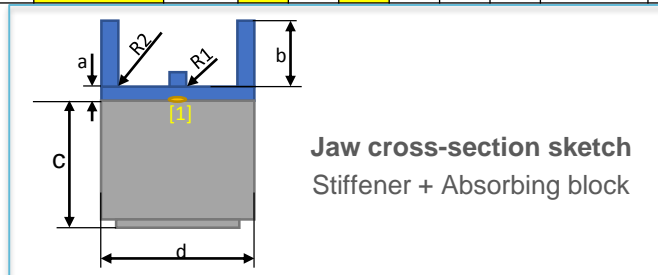 R2
R1
b
a
[1]
c
d
Jaw cross-section sketch
Stiffener + Absorbing block